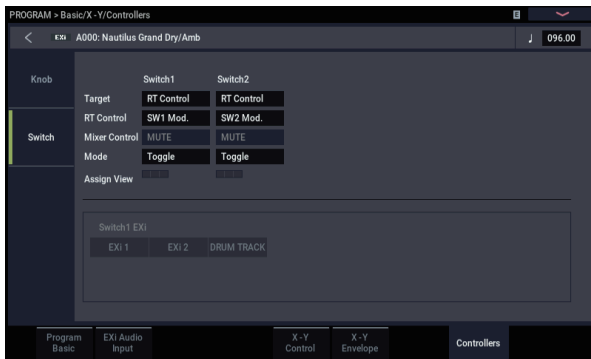 PROGRAM > Basic/X-Y/Controllers E
EXi A000: Nautilus Grand Dry/Amb ♩ 096.00
Knob
Switch
Switch1 Switch2
Target RT Control RT Control
RT Control SW1 Mod. SW2 Mod.
Mixer Control MUTE MUTE
Mode Toggle Toggle
Assign View
Switch1 EXi
EXi 1 EXi 2 DRUM TRACK
Program Basic
EXi Audio Input
X-Y Control
X-Y Envelope
Controllers